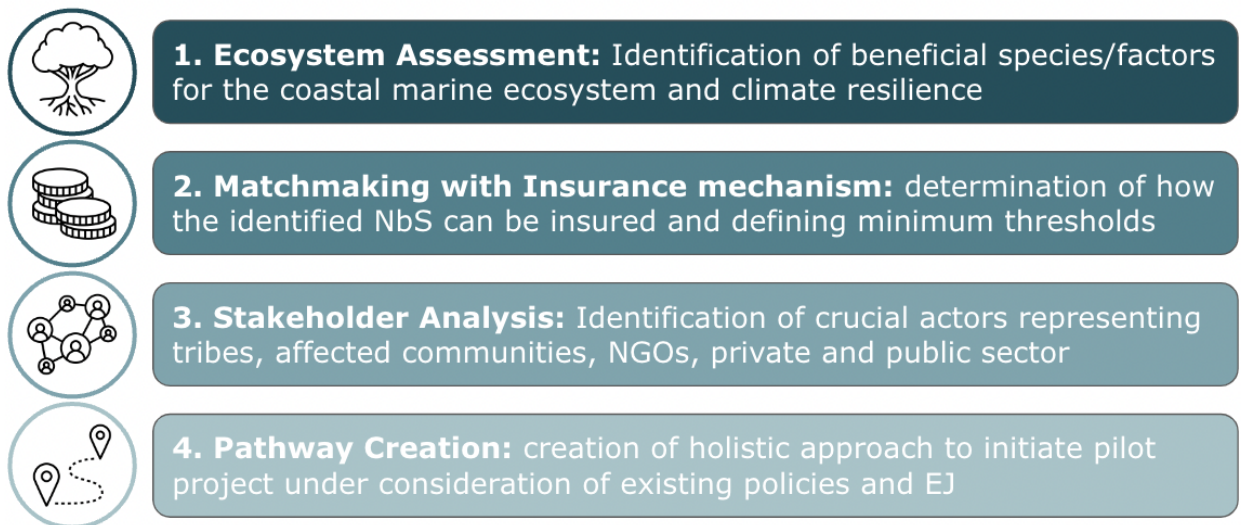 1. Ecosystem Assessment: Identification of beneficial species/factors
for the coastal marine ecosystem and climate resilience
2. Matchmaking with Insurance mechanism: determination of how
the identified NbS can be insured and defining minimum thresholds
3. Stakeholder Analysis: Identification of crucial actors representing
tribes, affected communities, NGOs, private and public sector
4. Pathway Creation: creation of holistic approach to initiate pilot
project under consideration of existing policies and EJ